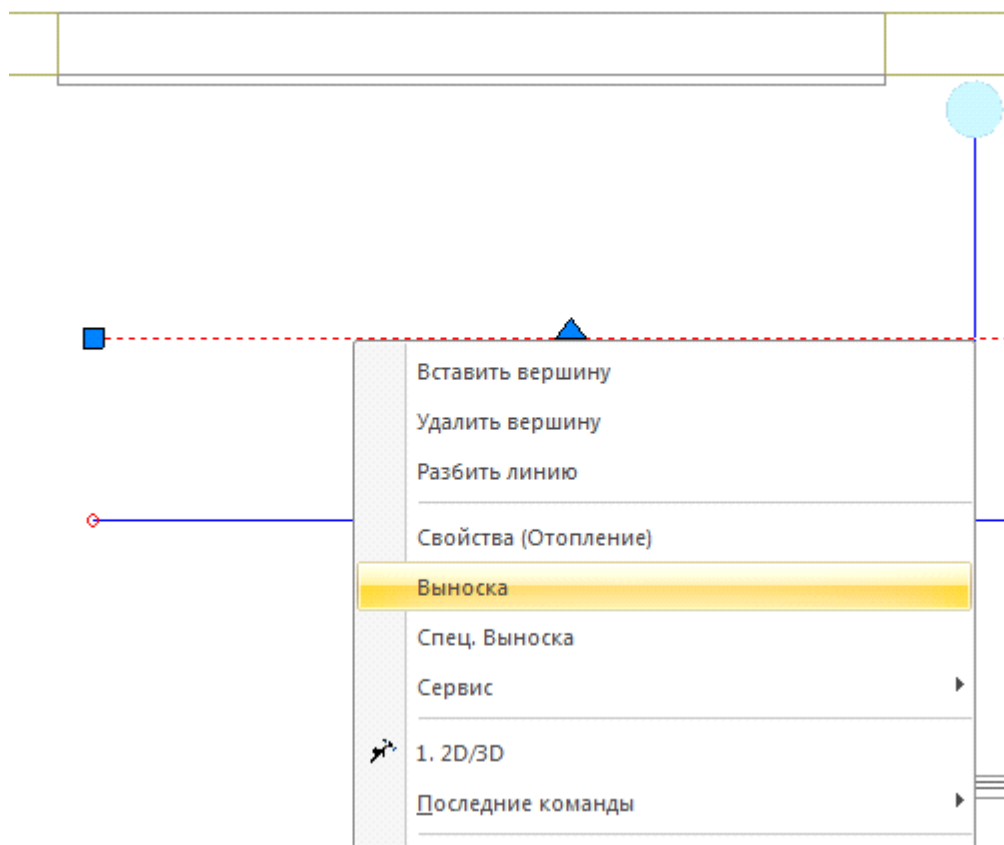 Вставить вершину
Удалить вершину
Разбить линию
Свойства (Отопление)
Выноска
Спец. Выноска
Сервис
1. 2D/3D
Последние команды